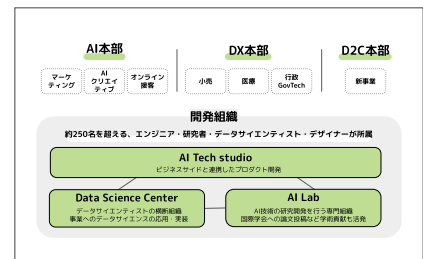 AI本部
DX本部
D2C本部
マーケ
ティング
AI
クリエイ
ティブ
オンライン
接客
小売
医療
行政
GovTech
新事業
開発組織
約250名を超える、エンジニア・研究者・データサイエンティスト・デザイナーが所属
AI Tech studio
ビジネスサイドと連携したプロダクト開発
Data Science Center
データサイエンティストの横断組織
事業へのデータサイエンスの応用・実装
AI Lab
AI技術の研究開発を行う専門組織
国際学会への論文投稿など学術貢献も活発